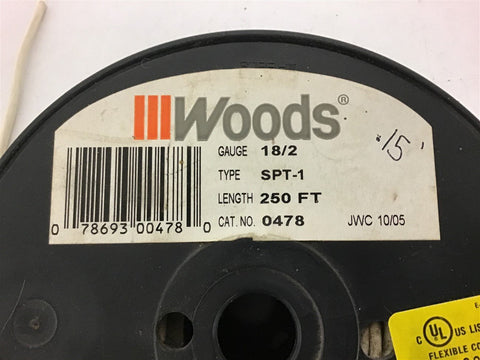 Woods®
GAUGE 18/2
TYPE SPT-1
LENGTH 250 FT
CAT. NO. 0478
JWC 10/05
"15"
0 78693 00478 0
E-
C UL US LIS
FLEXIBLE CO